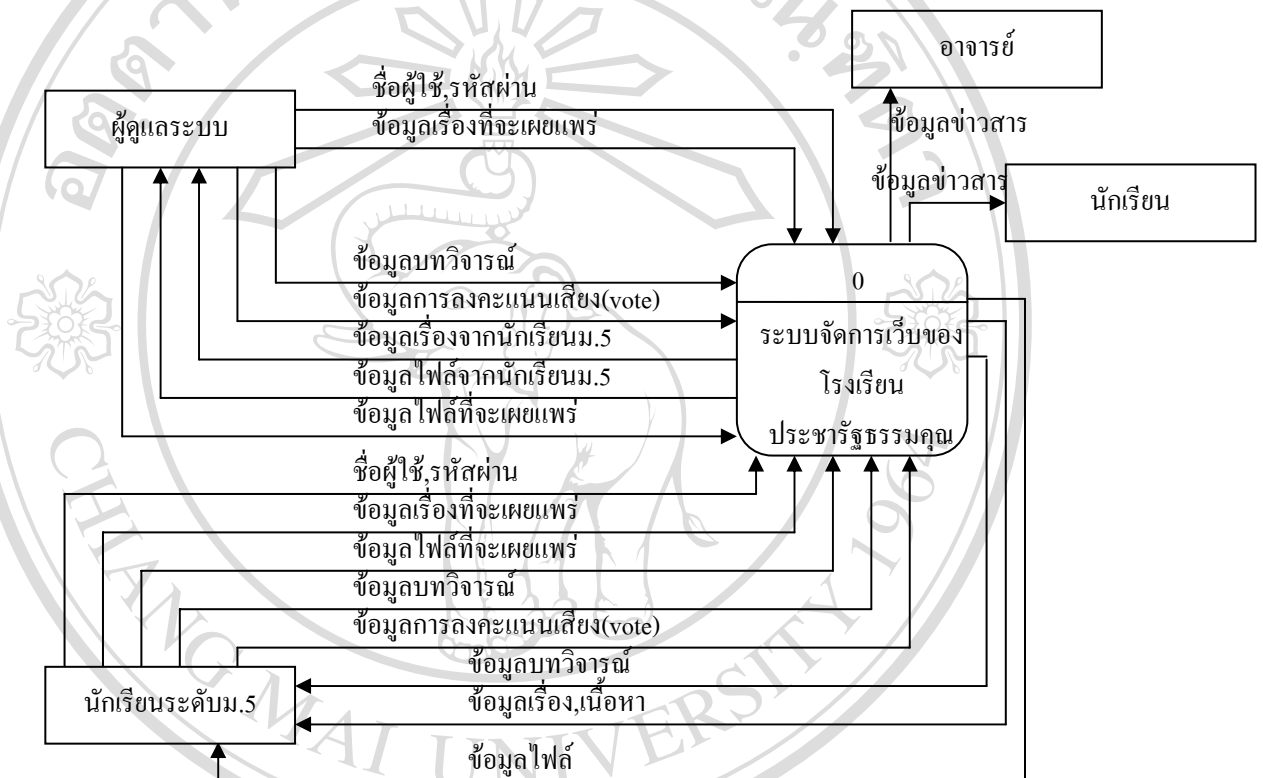 อาจารย์
ชื่อผู้ใช้,รหัสผ่าน
ผู้ดูแลระบบ
ข้อมูลเรื่องที่จะเผยแพร่
ข้อมูลข่าวสาร
ข้อมูลข่าวสาร
นักเรียน
ข้อมูลบทวิจารณ์
0
ข้อมูลการลงคะแนนเสียง(vote)
ข้อมูลเรื่องจากนักเรียนม.5
ระบบจัดการเว็บของ
ข้อมูลไฟล์จากนักเรียนม.5
โรงเรียน
ข้อมูลไฟล์ที่จะเผยแพร่
ประชารัฐธรรมคุณ
ชื่อผู้ใช้,รหัสผ่าน
ข้อมูลเรื่องที่จะเผยแพร่
ข้อมูลไฟล์ที่จะเผยแพร่
ข้อมูลบทวิจารณ์
ข้อมูลการลงคะแนนเสียง(vote)
ข้อมูลบทวิจารณ์
นักเรียนระดับม.5
ข้อมูลเรื่อง,เนื้อหา
ข้อมูลไฟล์
CHIANG MAI UNIVERSITY 1964